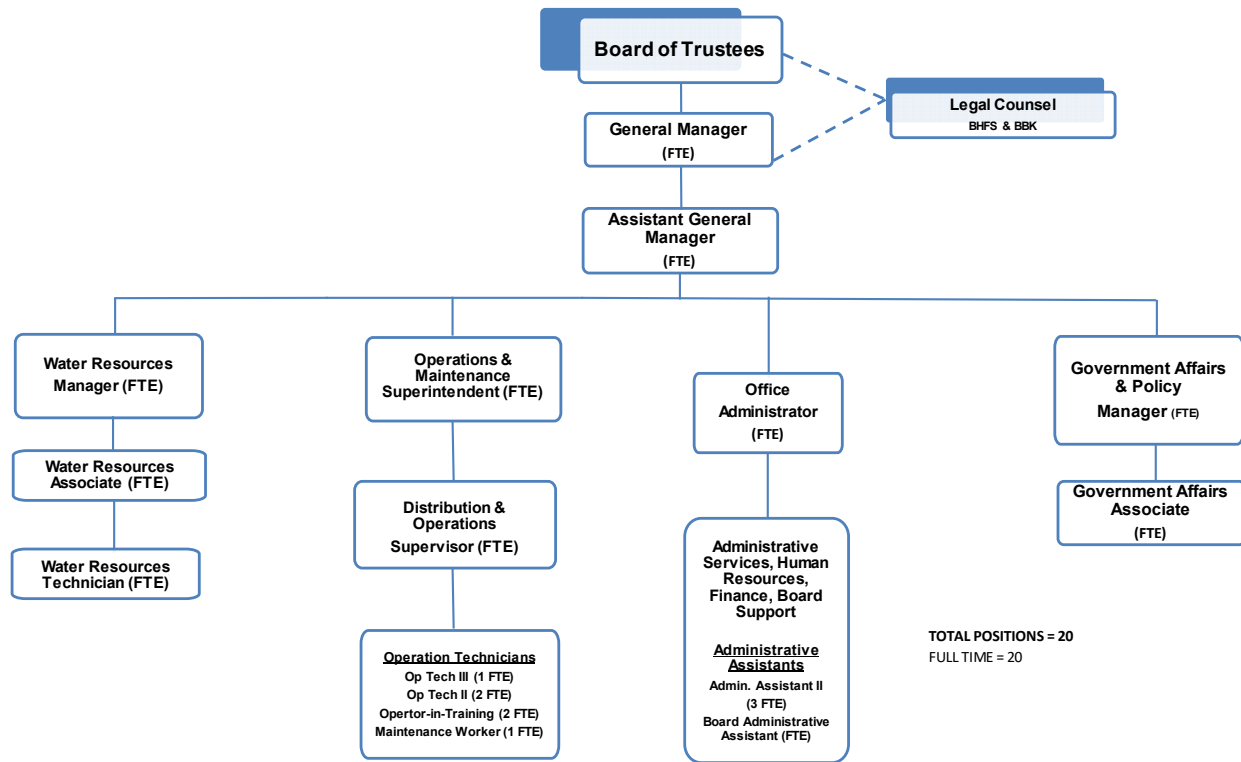 Board of Trustees
Legal Counsel
BHFS & BBK
General Manager
(FTE)
Assistant General
Manager
(FTE)
Water Resources
Manager (FTE)
Water Resources
Associate (FTE)
Water Resources
Technician (FTE)
Operations &
Maintenance
Superintendent (FTE)
Distribution &
Operations
Supervisor (FTE)
Operation Technicians
Op Tech III (1 FTE)
Op Tech II (2 FTE)
Opertor-in-Training (2 FTE)
Maintenance Worker (1 FTE)
Office
Administrator
(FTE)
Administrative
Services, Human
Resources,
Finance, Board
Support
Administrative
Assistants
Admin. Assistant II
(3 FTE)
Board Administrative
Assistant (FTE)
Government Affairs
& Policy
Manager (FTE)
Government Affairs
Associate
(FTE)
TOTAL POSITIONS = 20
FULL TIME = 20